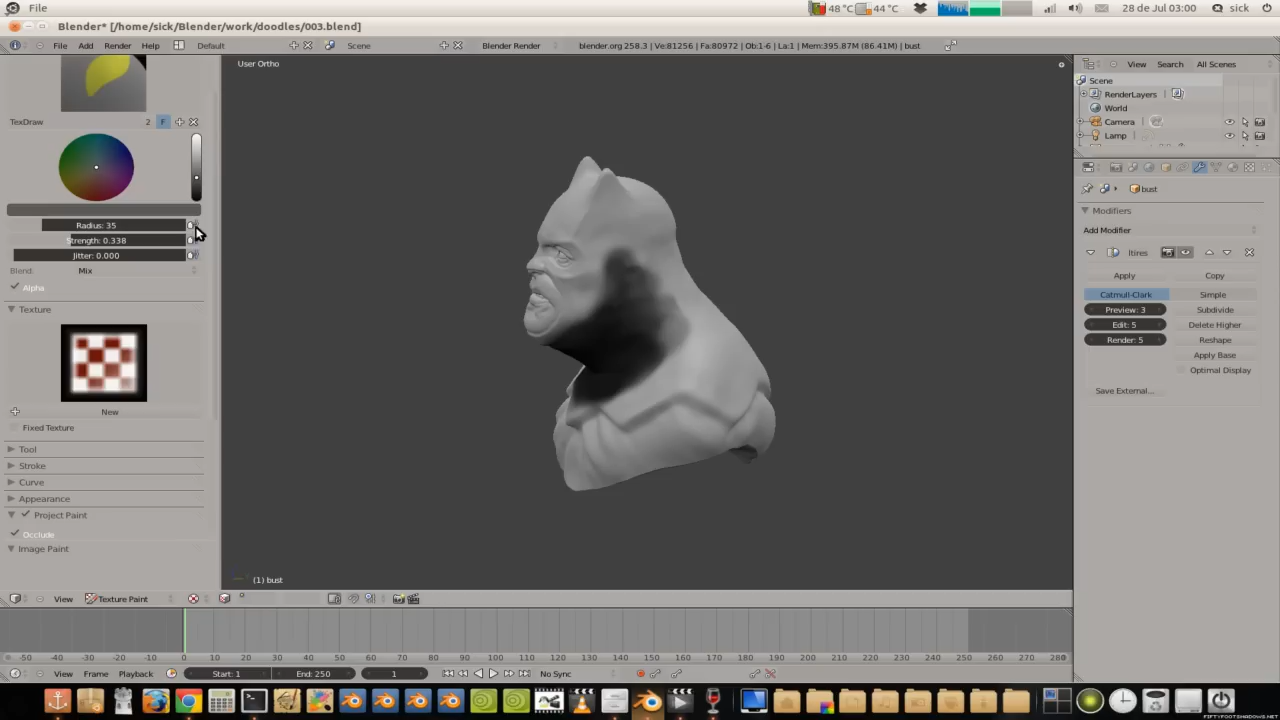 File
48 °C 44 °C 28 de Jul 03:00 sick
Blender* [/home/sick/Blender/work/doodles/003.blend]
File Add Render Help Default Scene Blender Render blender.org 258.3 | Ve:81256 | Fa:80972 | Ob:1-6 | La:1 | Mem:395.87M (86.41M) | bust
View Search All Scenes
User Ortho
Scene
RenderLayers
World
Camera
Lamp
TexDraw 2 F
bust
Modifiers
Radius: 35
Add Modifier
Strength: 0.338
Jitter: 0.000
ltires
Blend: Mix
Apply Copy
Alpha
Catmull-Clark Simple
Texture
Preview: 3 Subdivide
Edit: 5 Delete Higher
Render: 5 Reshape
Apply Base
Optimal Display
Save External...
New
Fixed Texture
Tool
Stroke
Curve
Appearance
Project Paint
Occlude
Image Paint
(1) bust
View Texture Paint
-50 -40 -30 -20 -10 0 10 20 30 40 50 60 70 80 90 100 110 120 130 140 150 160 170 180 190 200 210 220 230 240 250 260 270 280
View Frame Playback Start: 1 End: 250 1 No Sync
FIFTYFOOTSHADOWS.NET